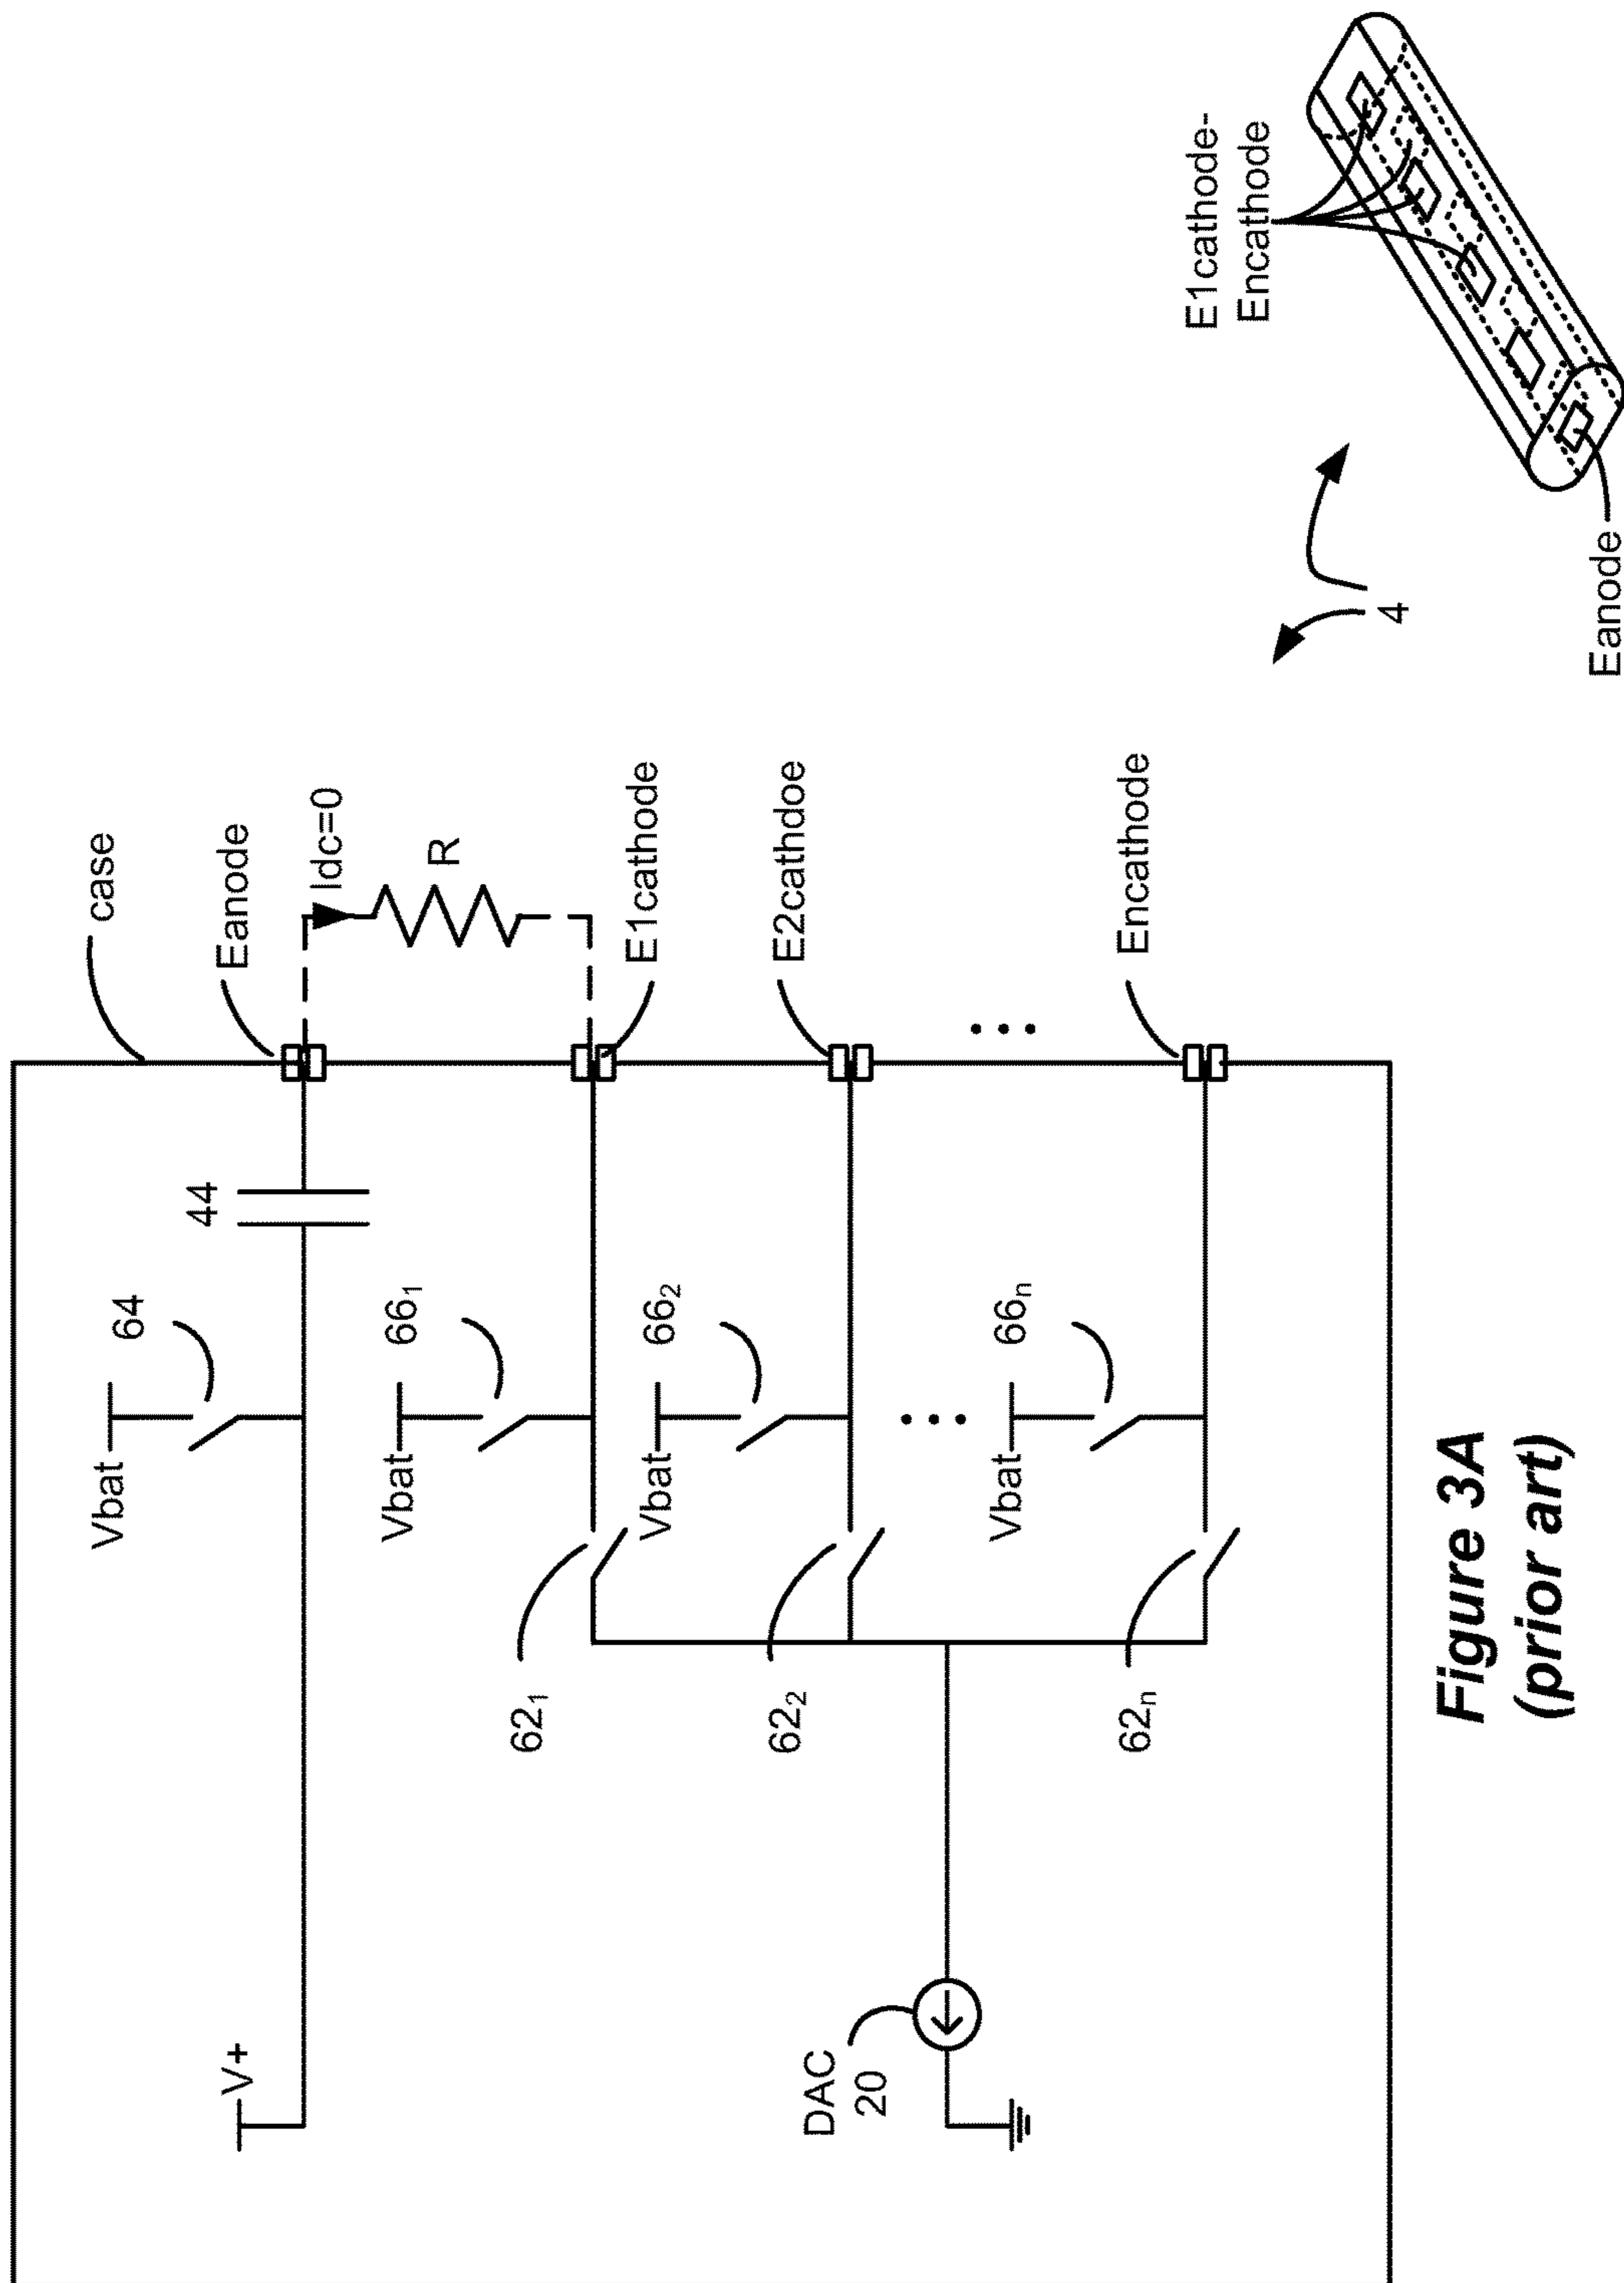 case
Eanode
Idc=0
R
E1cathode
E2cathdoe
Encathode
44
64
Vbat
66₁
Vbat
66₂
Vbat
66ₙ
Vbat
62₁
62₂
62ₙ
V+
DAC
20
E1cathode-
Encathode
4
Eanode
Figure 3A
(prior art)